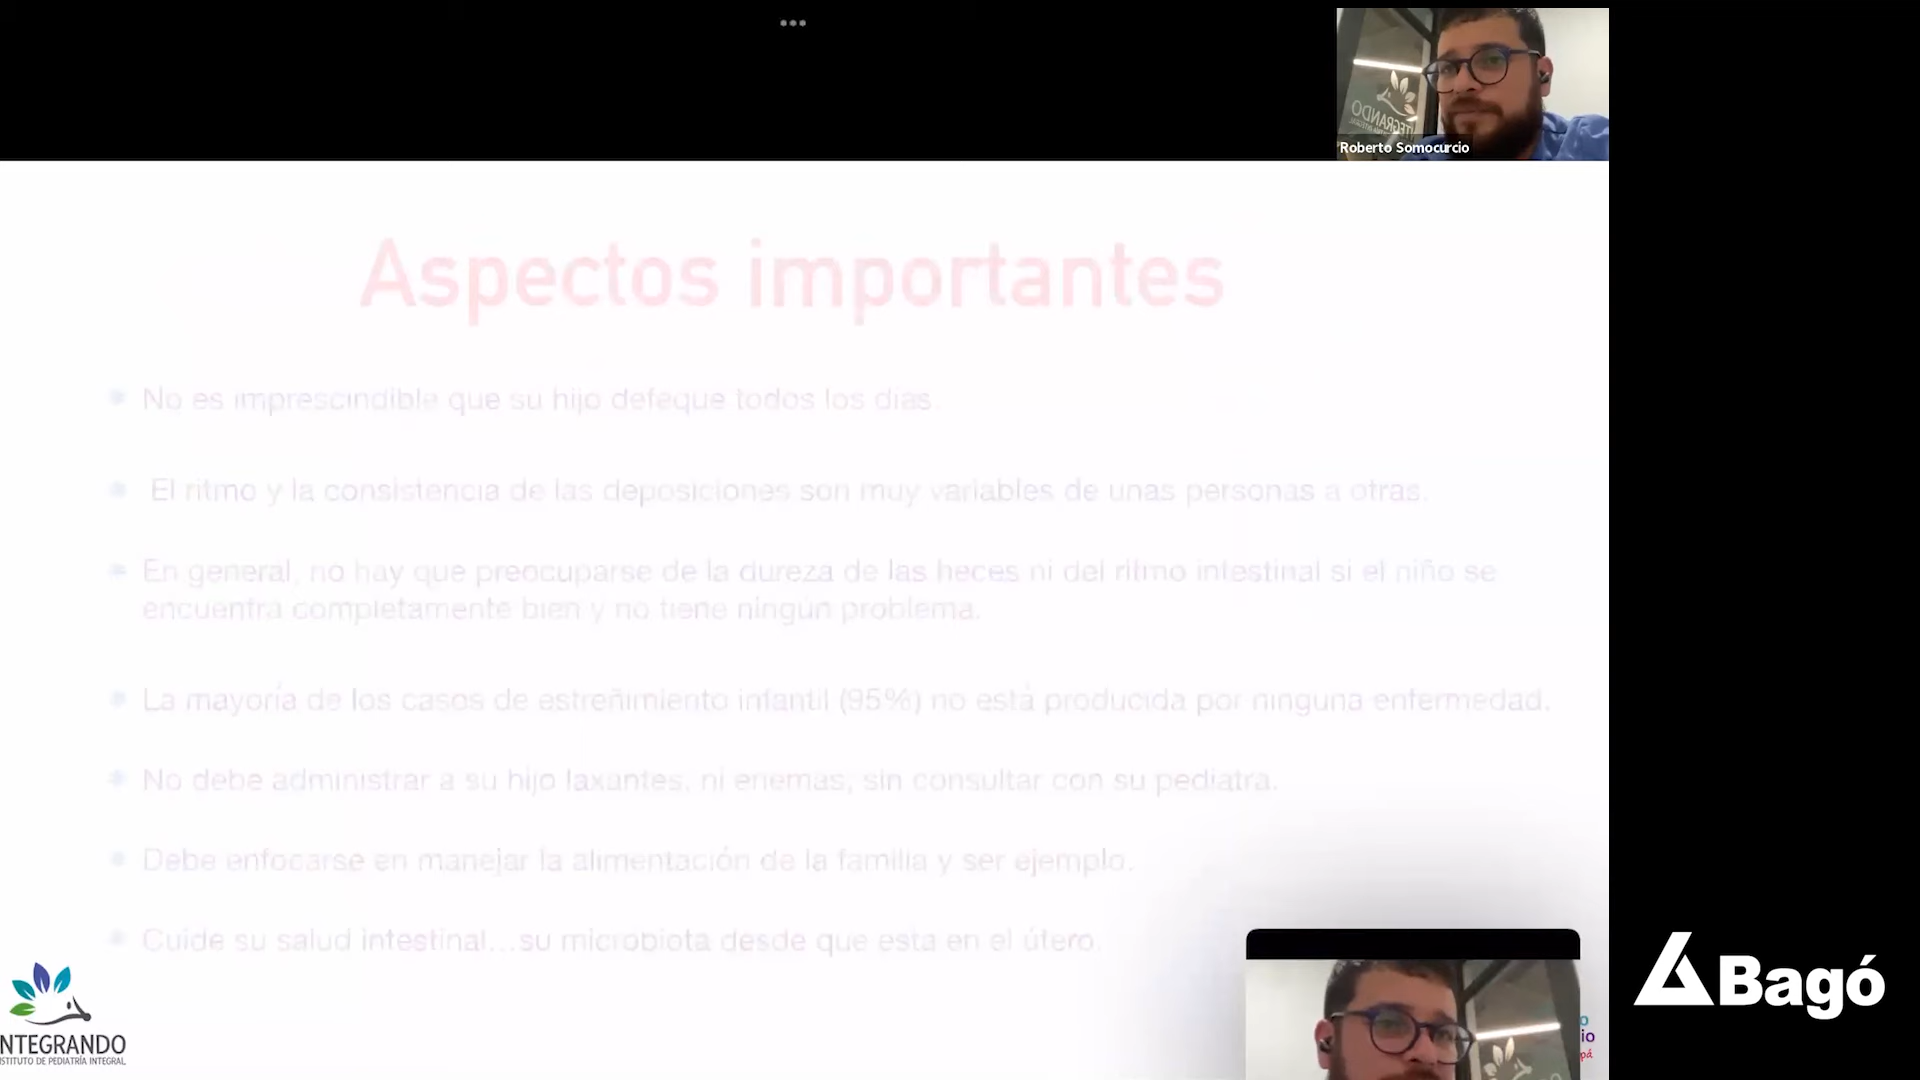 Roberto Somocurcio
Aspectos importantes
No es imprescindible que su hijo defeque todos los días.
El ritmo y la consistencia de las deposiciones son muy variables de unas personas a otras.
En general, no hay que preocuparse de la dureza de las heces ni del ritmo intestinal si el niño se
encuentra completamente bien y no tiene ningún problema.
La mayoría de los casos de estreñimiento infantil (95%) no está producida por ninguna enfermedad.
No debe administrar a su hijo laxantes, ni enemas, sin consultar con su pediatra.
Debe enfocarse en manejar la alimentación de la familia y ser ejemplo.
Cuide su salud intestinal...su microbiota desde que esta en el útero.
NTEGRANDO
STITUTO DE PEDIATRÍA INTEGRAL
Bagó